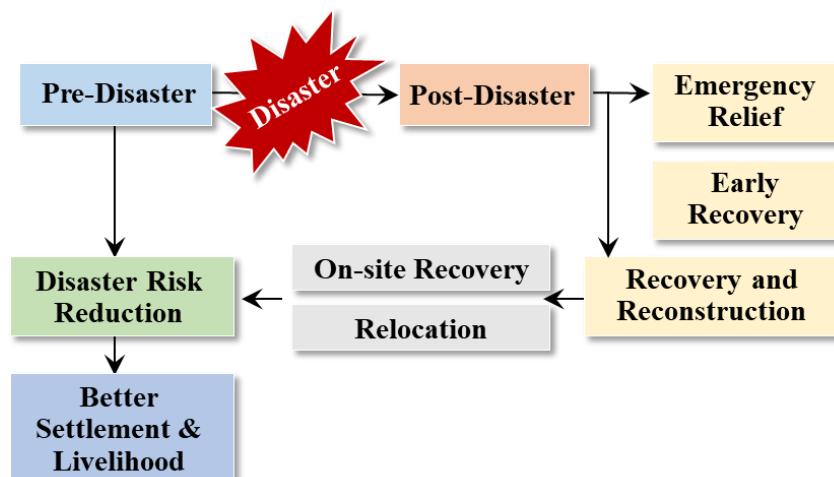 Pre-Disaster
Disaster
Post-Disaster
Emergency
Relief
Early
Recovery
Disaster Risk
Reduction
On-site Recovery
Relocation
Recovery and
Reconstruction
Better
Settlement &
Livelihood